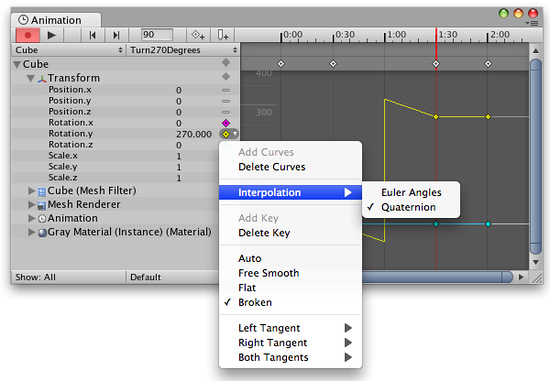 Animation
90
0:00 0:30 1:00 1:30 2:00
Cube Turn270Degrees
Cube
400
Transform
Position.x 0
Position.y 0
300
Position.z 0
Rotation.x 0
Rotation.y 270.000
Rotation.z 0
Scale.x 1
Scale.y 1
Scale.z 1
Cube (Mesh Filter)
Mesh Renderer
Animation
Gray Material (Instance) (Material)
Show: All Default
Add Curves
Delete Curves
Interpolation
Euler Angles
✓ Quaternion
Add Key
Delete Key
Auto
Free Smooth
Flat
✓ Broken
Left Tangent
Right Tangent
Both Tangents